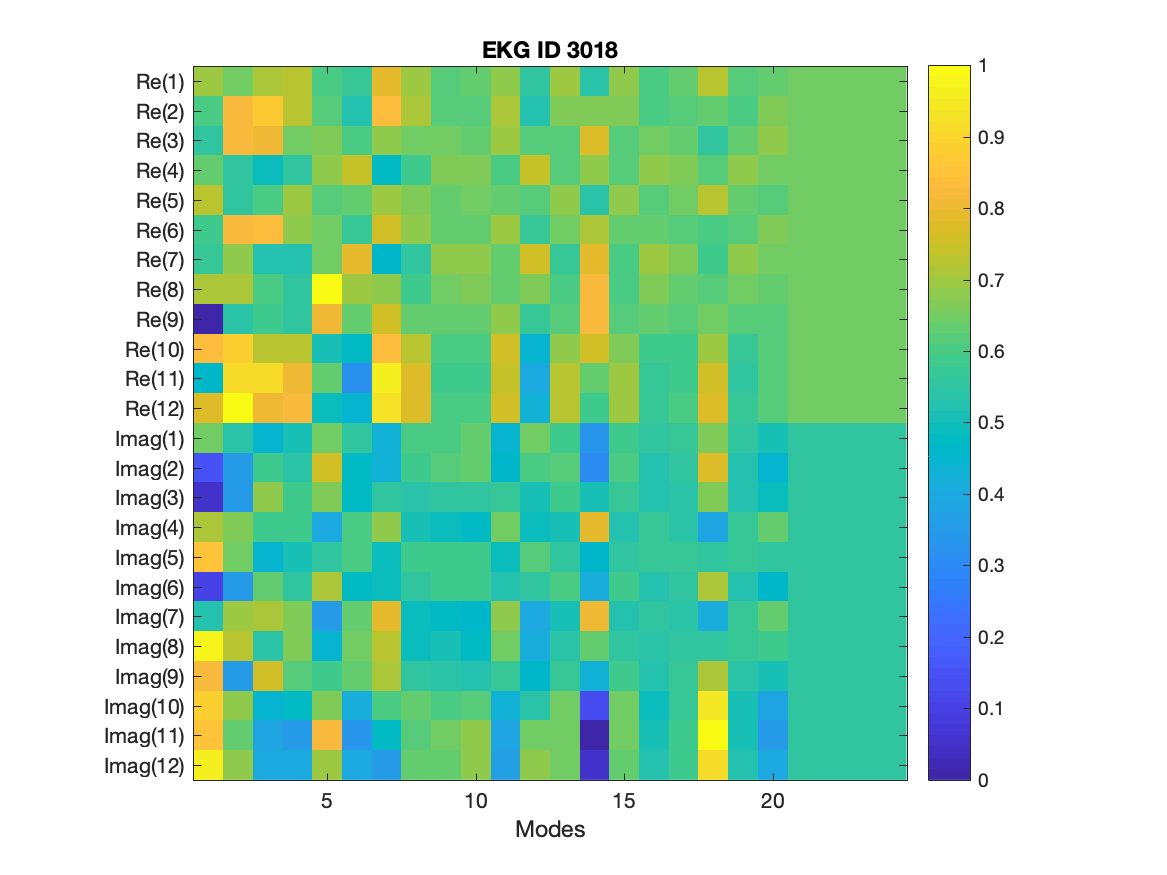 EKG ID 3018
Re(1)
Re(2)
Re(3)
Re(4)
Re(5)
Re(6)
Re(7)
Re(8)
Re(9)
Re(10)
Re(11)
Re(12)
Imag(1)
Imag(2)
Imag(3)
Imag(4)
Imag(5)
Imag(6)
Imag(7)
Imag(8)
Imag(9)
Imag(10)
Imag(11)
Imag(12)
5 10 15 20
Modes
1
0.9
0.8
0.7
0.6
0.5
0.4
0.3
0.2
0.1
0